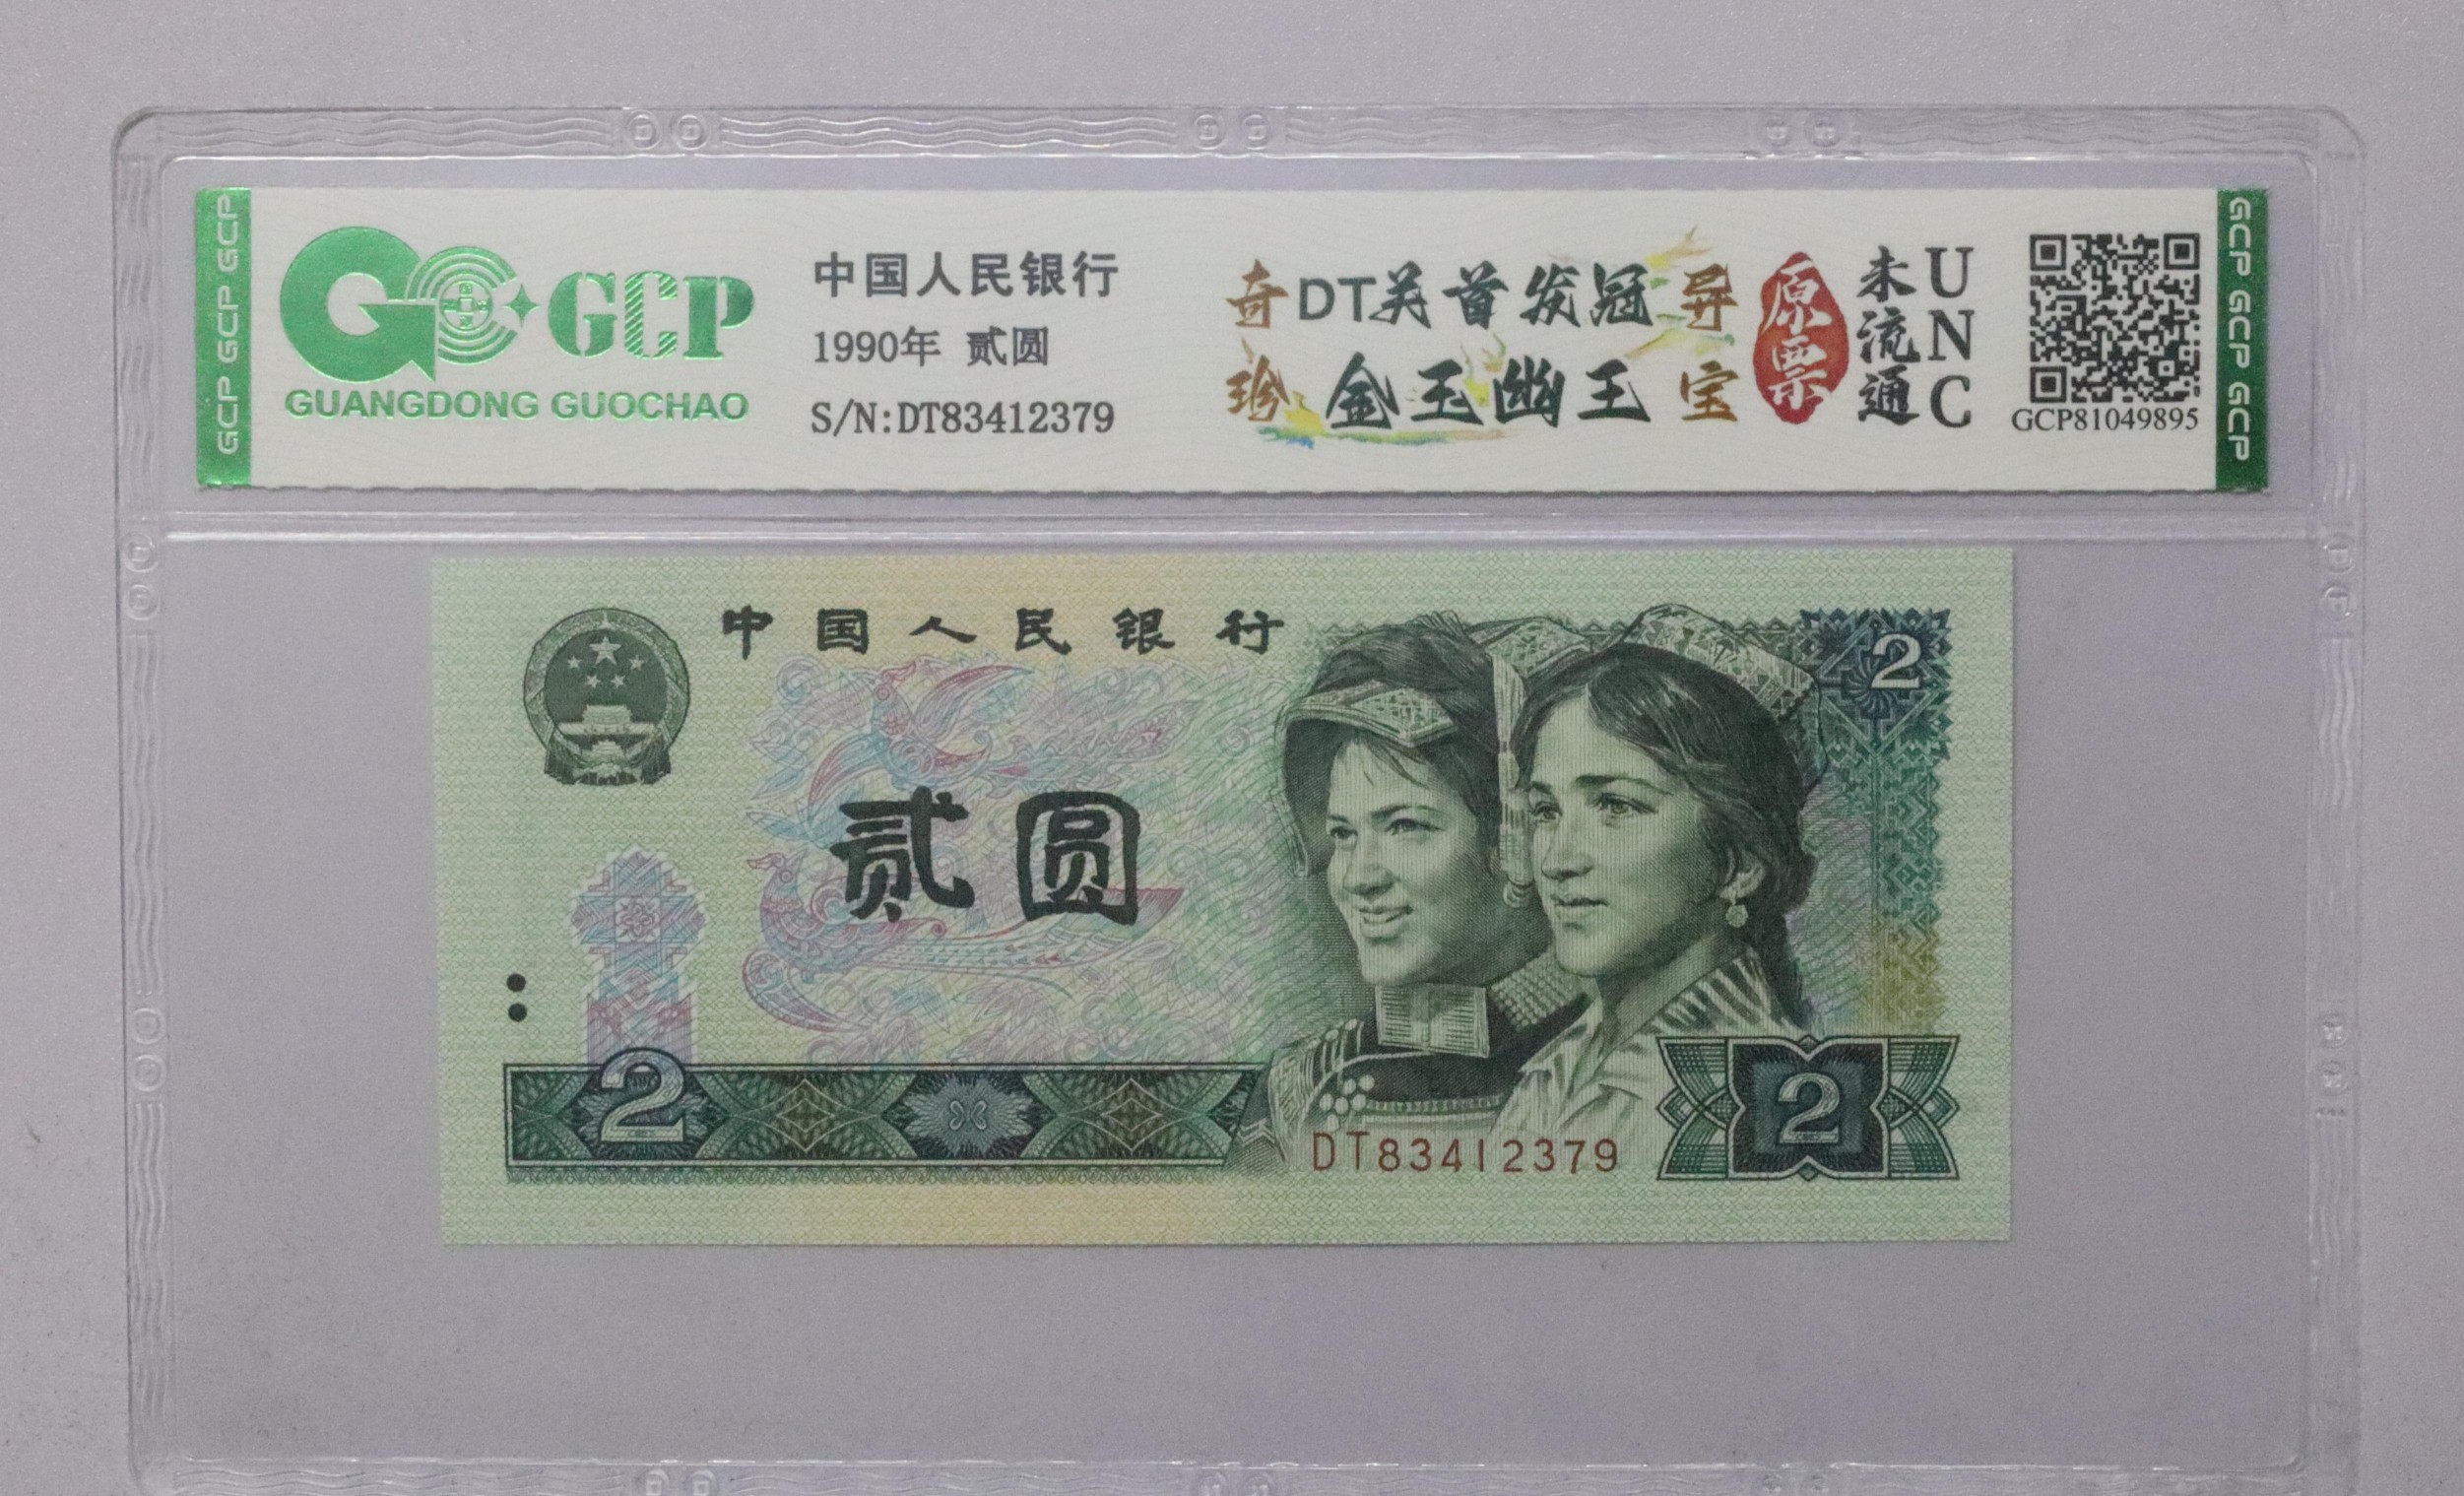 GCP GCP GCP
GCP
GUANGDONG GUOCHAO
中国人民银行
1990年 贰圆
S/N:DT83412379
奇 DT关首发冠 异
珍 金玉幽王 宝
原票
未流通
UNC
GCP81049895
GCP GCP GCP
中国人民银行
2
贰圆
2
DT83412379
2